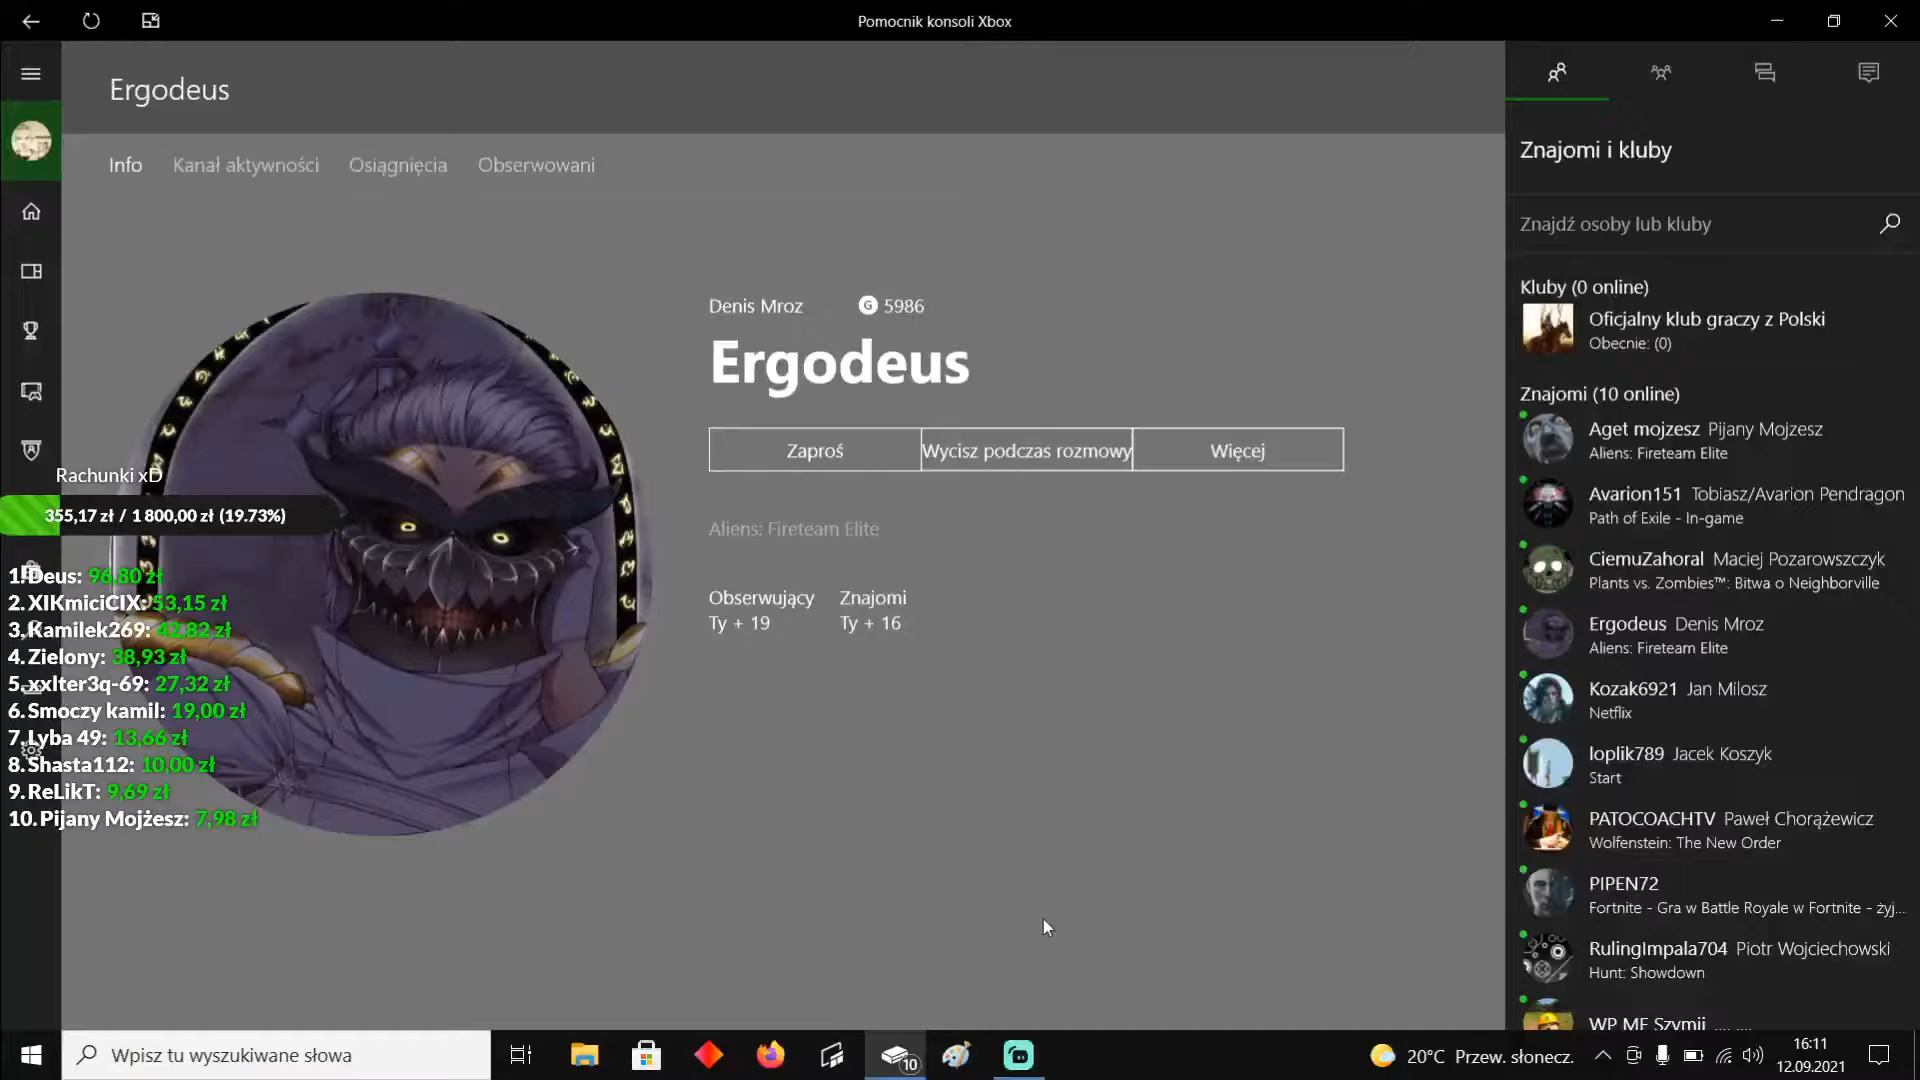 Pomocnik konsoli Xbox
Ergodeus
Info Kanał aktywności Osiągnięcia Obserwowani
Denis Mroz G 5986
Ergodeus
Zaproś Wycisz podczas rozmowy Więcej
Aliens: Fireteam Elite
Obserwujący Znajomi
Ty + 19 Ty + 16
Rachunki xD
355,17 zł / 1 800,00 zł (19.73%)
1. Deus: 96,80 zł
2. XIKmiciCIX: 53,15 zł
3. Kamilek269: 42,82 zł
4. Zielony: 38,93 zł
5. xxlter3q-69: 27,32 zł
6. Smoczy kamil: 19,00 zł
7. Lyba 49: 13,66 zł
8. Shasta112: 10,00 zł
9. ReLikT: 9,69 zł
10. Pijany Mojżesz: 7,98 zł
Znajomi i kluby
Znajdź osoby lub kluby
Kluby (0 online)
Oficjalny klub graczy z Polski
Obecnie: (0)
Znajomi (10 online)
Aget mojzesz Pijany Mojzesz
Aliens: Fireteam Elite
Avarion151 Tobiasz/Avarion Pendragon
Path of Exile - In-game
CiemuZahoral Maciej Pozarowszczyk
Plants vs. Zombies™: Bitwa o Neighborville
Ergodeus Denis Mroz
Aliens: Fireteam Elite
Kozak6921 Jan Milosz
Netflix
loplik789 Jacek Koszyk
Start
PATOCOACHTV Paweł Chorążewicz
Wolfenstein: The New Order
PIPEN72
Fortnite - Gra w Battle Royale w Fortnite - żyj...
RulingImpala704 Piotr Wojciechowski
Hunt: Showdown
WP MF Szymii
Wpisz tu wyszukiwane słowa
10
20°C Przew. słonecz.
16:11
12.09.2021